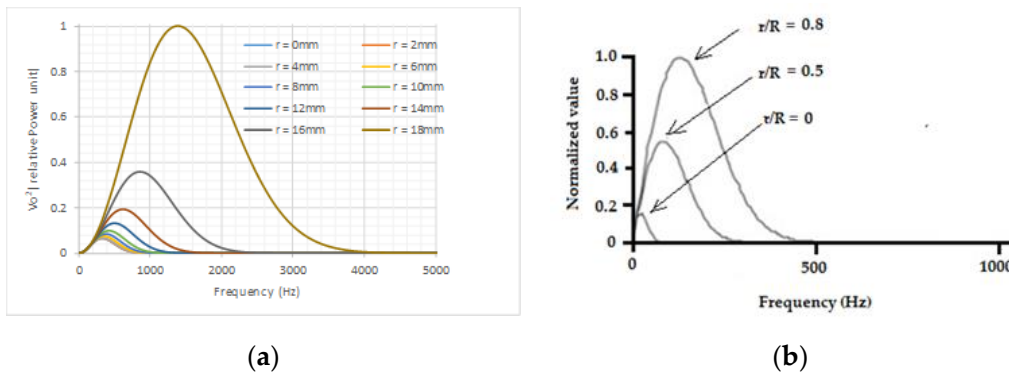 1
0.8
0.6
0.4
0.2
0
0 1000 2000 3000 4000 5000
Vo²| relative Power unit|
Frequency (Hz)
r = 0mm r = 2mm
r = 4mm r = 6mm
r = 8mm r = 10mm
r = 12mm r = 14mm
r = 16mm r = 18mm
(a)
r/R = 0.8
r/R = 0.5
r/R = 0
1.0
0.8
0.6
0.4
0.2
0
0 500 1000
Normalized value
Frequency (Hz)
(b)